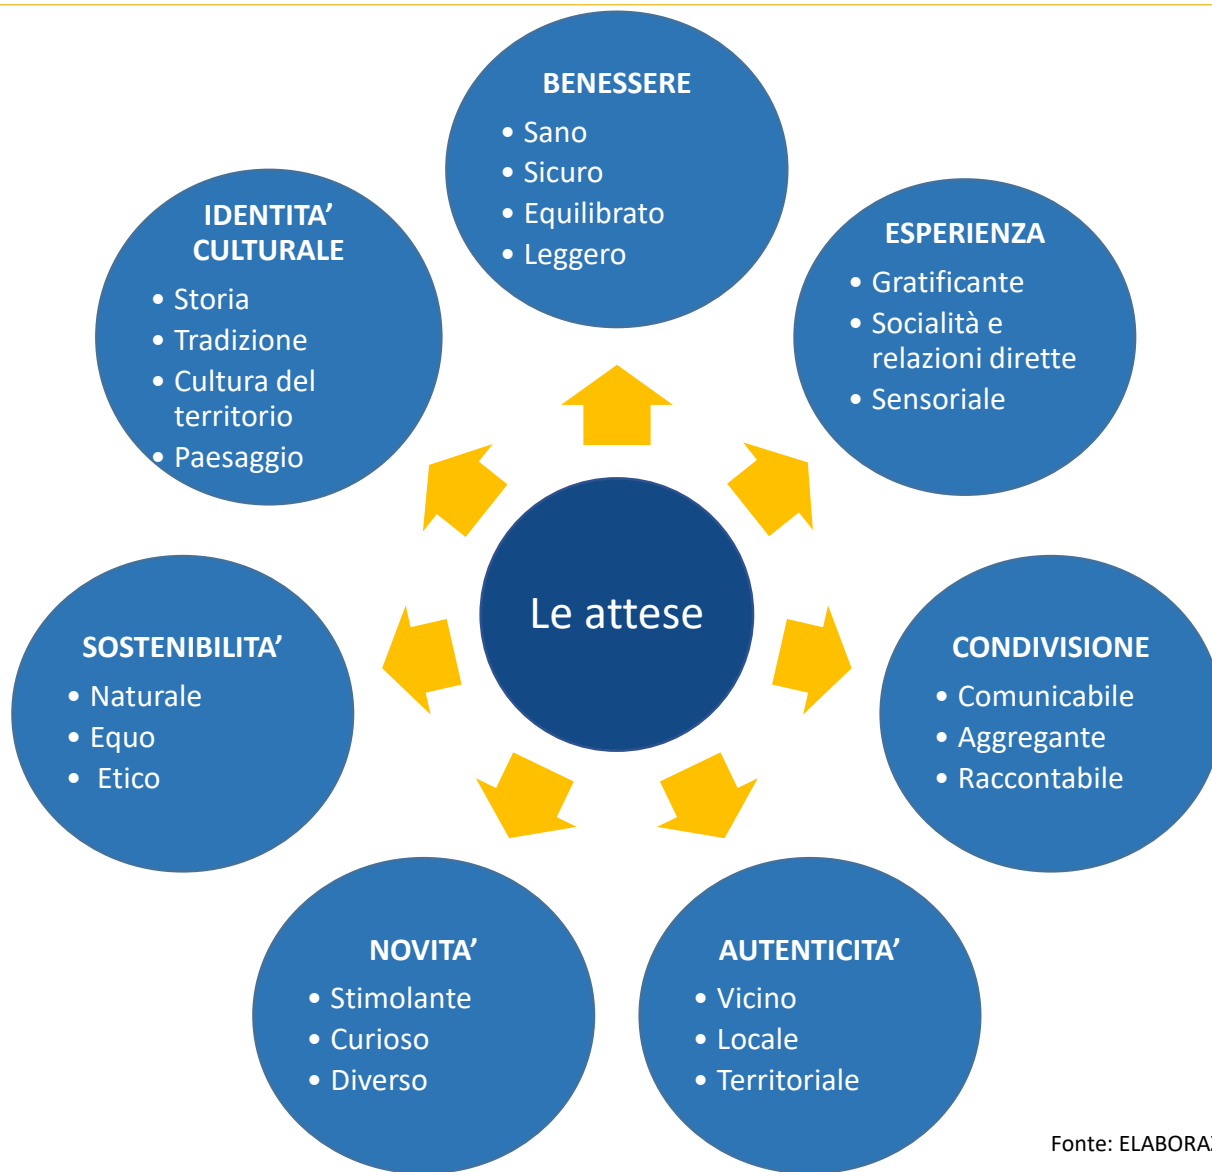 BENESSERE
• Sano
• Sicuro
• Equilibrato
• Leggero
ESPERIENZA
• Gratificante
• Socialità e
relazioni dirette
• Sensoriale
CONDIVISIONE
• Comunicabile
• Aggregante
• Raccontabile
AUTENTICITA’
• Vicino
• Locale
• Territoriale
NOVITA’
• Stimolante
• Curioso
• Diverso
SOSTENIBILITA’
• Naturale
• Equo
• Etico
IDENTITA’
CULTURALE
• Storia
• Tradizione
• Cultura del
territorio
• Paesaggio
Le attese
Fonte: